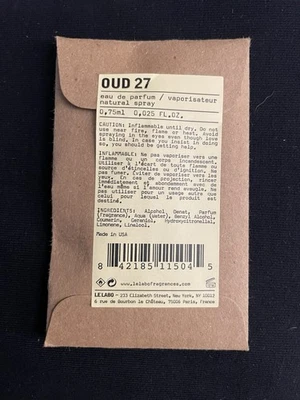 OUD 27
eau de parfum / vaporisateur
natural spray
0,75ml 0.025 FL.OZ.
CAUTION: Inflammable until dry. Do not
use near fire, flame or heat. Avoid
spraying in the eyes even though love
is blind. In case you insist in doing
so, you should be getting help.
INFLAMMABLE: Ne pas vaporiser vers une
flamme ou un corps incandescent.
Utiliser à l'écart de toute flamme ou
source d'étincelles ou d'ignition, ne
pas fumer. Éviter de vaporiser vers les
yeux. En cas de projection rincer
immédiatement et abondamment avec de
l'eau même si l'amour rend aveugle. Ne
pas utiliser pour un usage autre que
celui pour lequel le produit est
destiné.
INGREDIENTS: Alcohol Denat, Parfum
(Fragrance), Aqua (Water), Benzyl Alcohol,
Coumarin, Geraniol, Hydroxycitronellal,
Limonene, Linalool.
Made in USA
8 42185 11504 5
www.lelabofragrances.com
LE LABO – 233 Elizabeth Street, New York, NY 10012
6 rue de Bourbon le Château, 75006 Paris, France